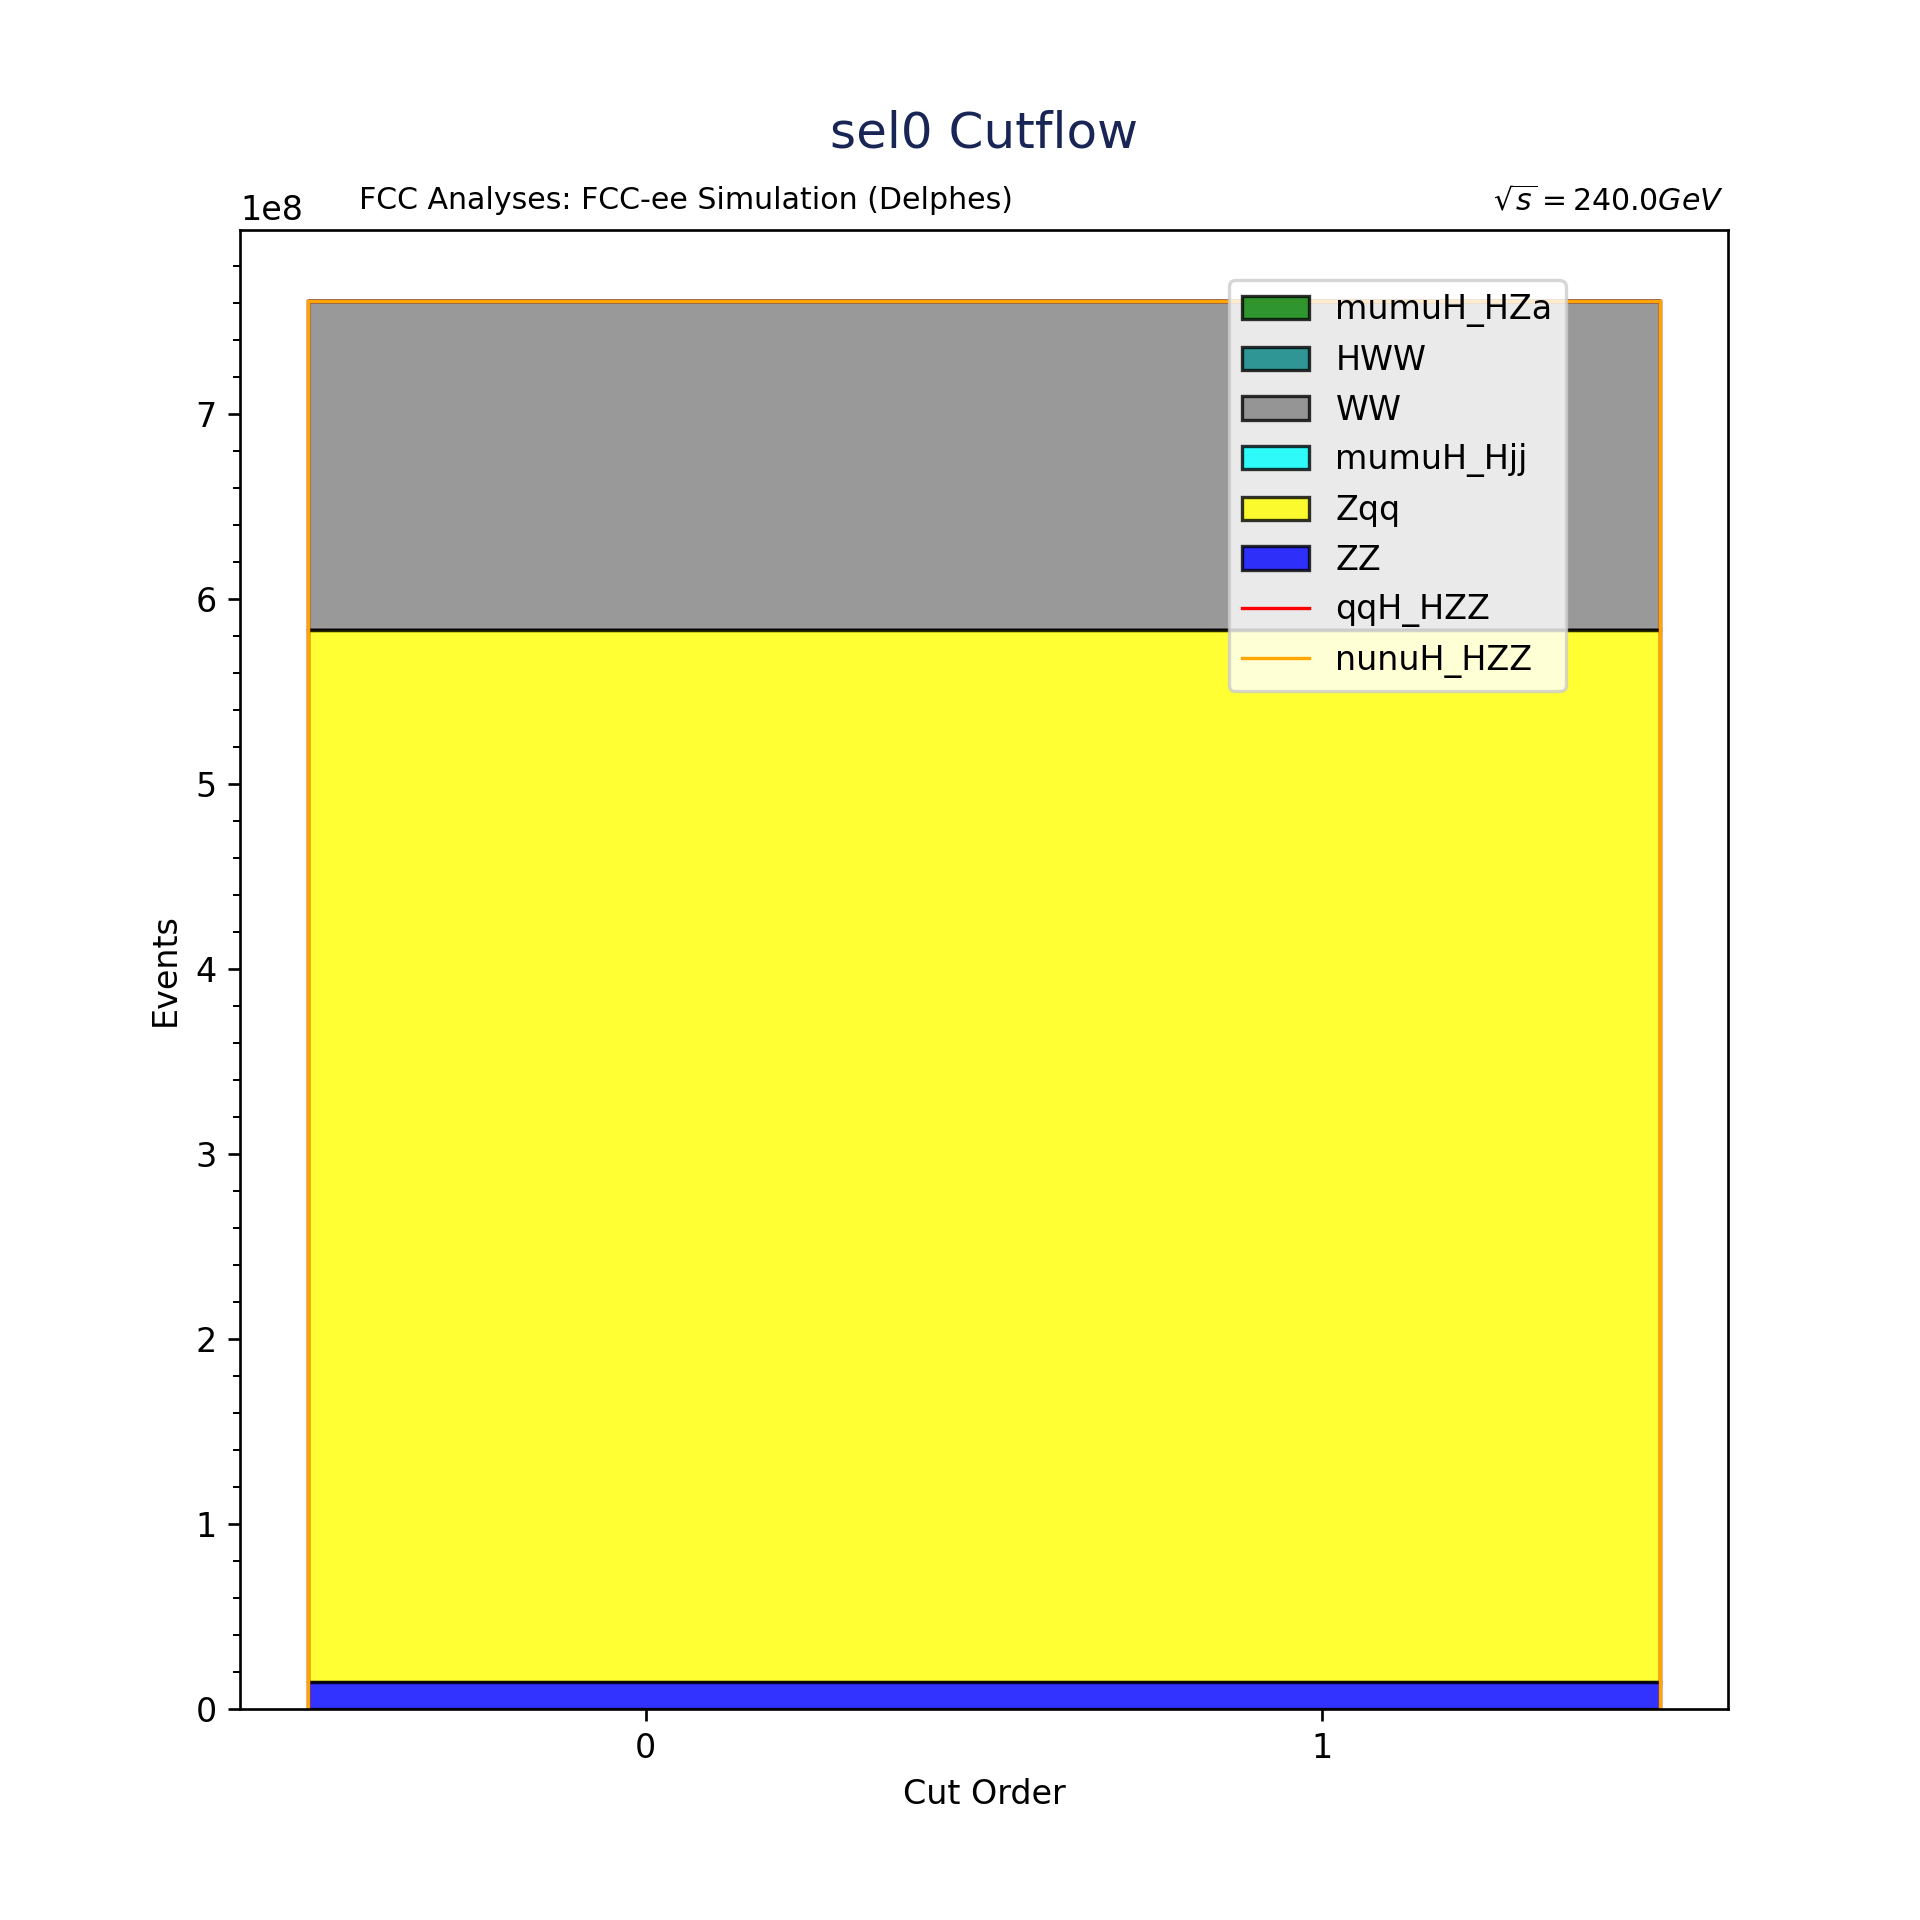 sel0 Cutflow
1e8
FCC Analyses: FCC-ee Simulation (Delphes)
√s = 240.0GeV
mumuH_HZa
HWW
WW
mumuH_Hjj
Zqq
ZZ
qqH_HZZ
nunuH_HZZ
7
6
5
4
3
2
1
0
Events
0 1
Cut Order